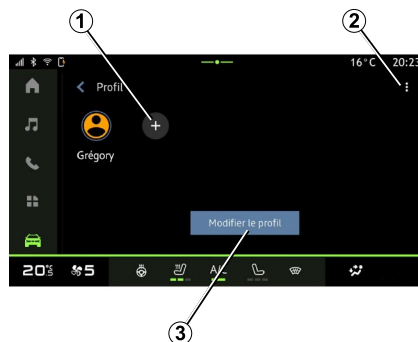 1
2
16°C 20:23
Profil
+
Grégory
Modifier le profil
20 5 A/C
3